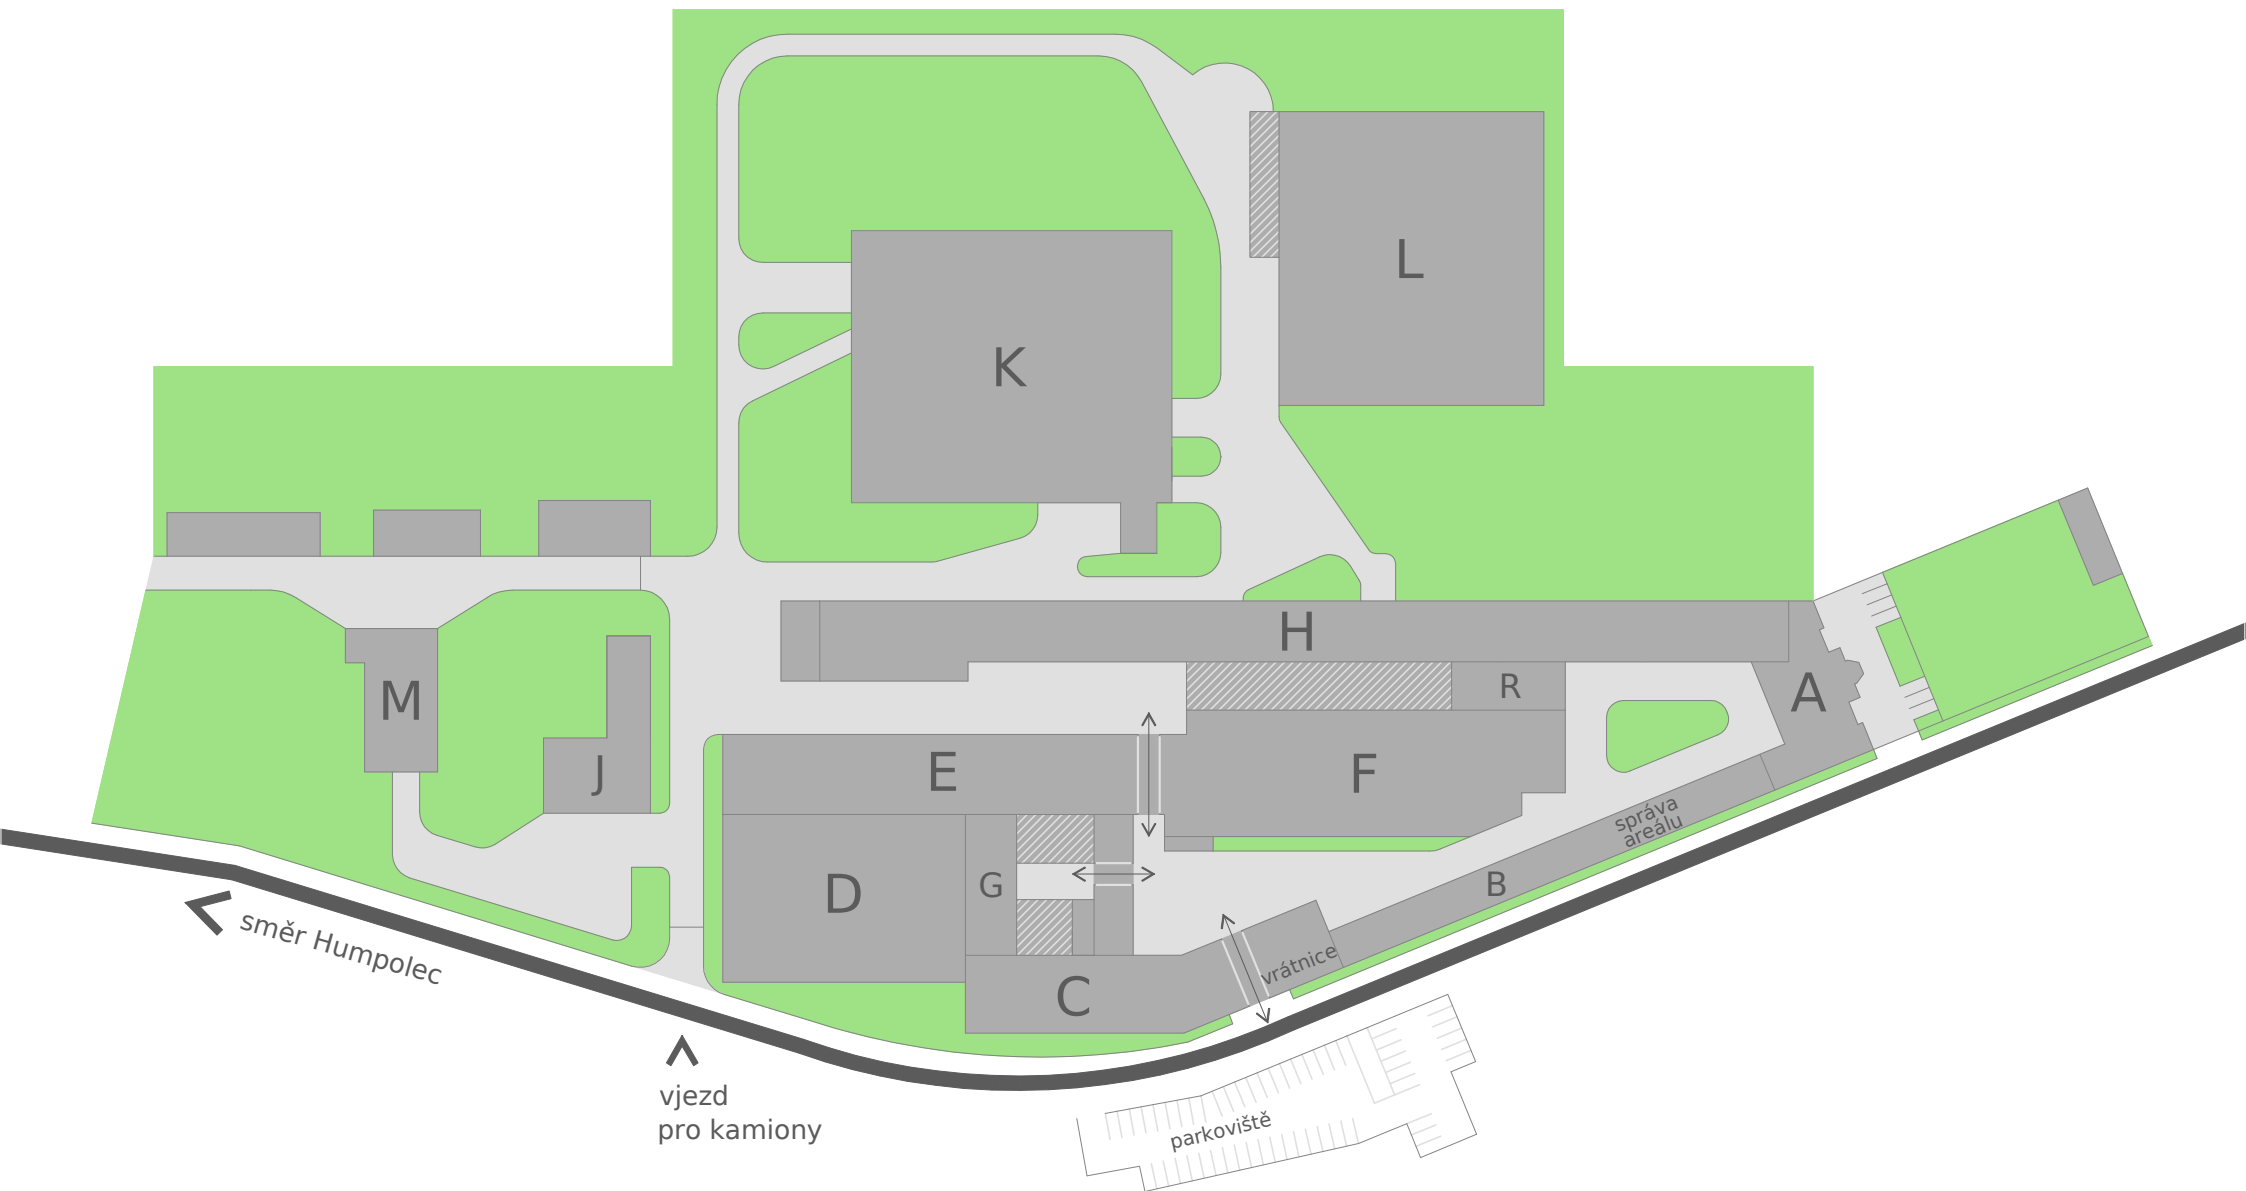 L
K
H
R
M
A
J
E
F
správa
areálu
D
G
B
vrátnice
C
směr Humpolec
vjezd
pro kamiony
parkoviště